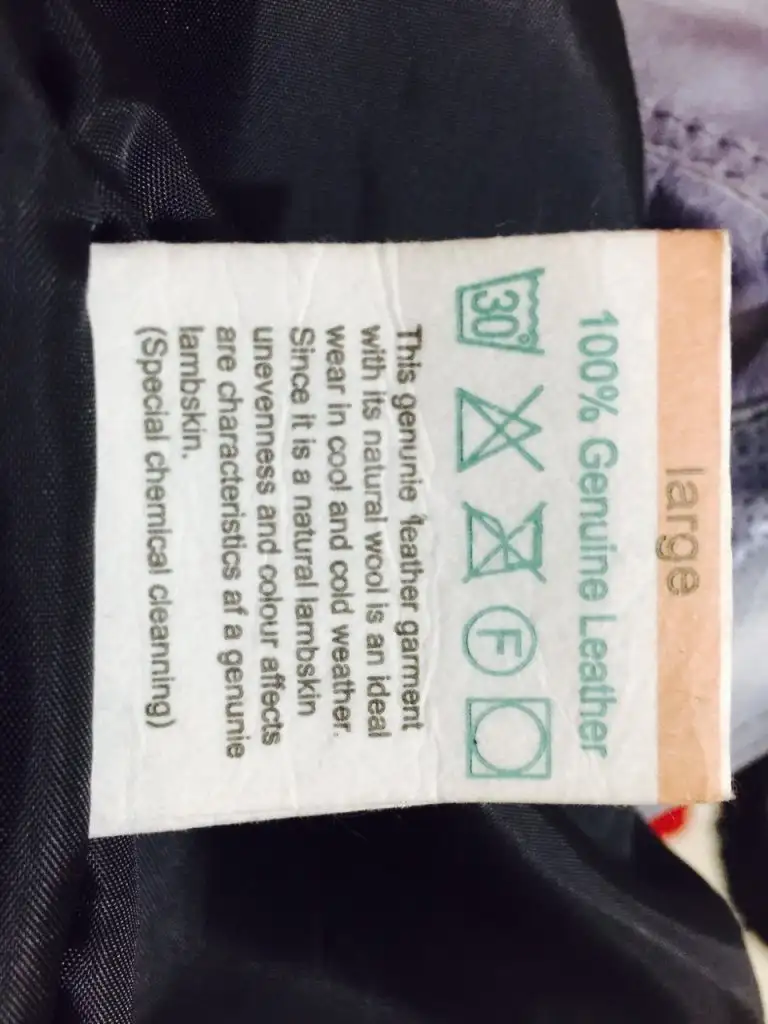 large
100% Genuine Leather
30°
F
This genunie leather garment
with its natural wool is an ideal
wear in cool and cold weather.
Since it is a natural lambskin
unevenness and colour affects
are characteristics af a genunie
lambskin.
(Special chemical cleanning)